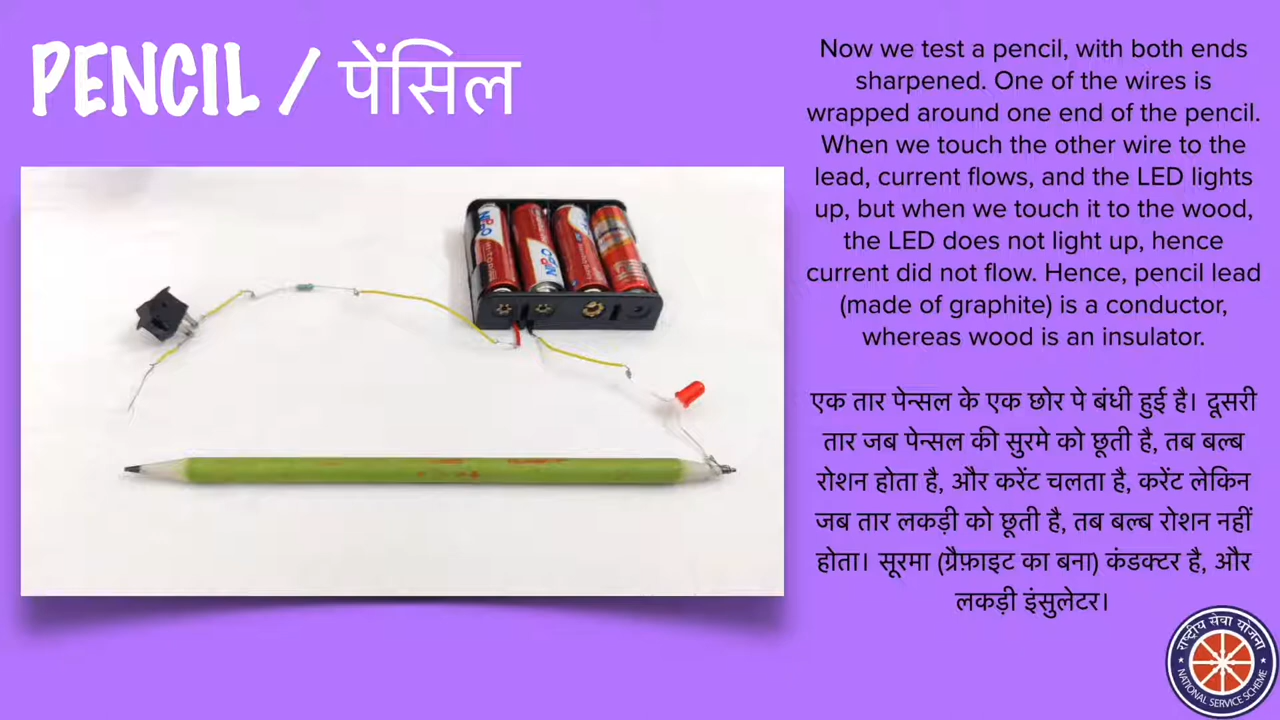 PENCIL / पेंसिल
Now we test a pencil, with both ends
sharpened. One of the wires is
wrapped around one end of the pencil.
When we touch the other wire to the
lead, current flows, and the LED lights
up, but when we touch it to the wood,
the LED does not light up, hence
current did not flow. Hence, pencil lead
(made of graphite) is a conductor,
whereas wood is an insulator.
एक तार पेन्सल के एक छोर पे बंधी हुई है। दूसरी
तार जब पेन्सल की सुरमे को छूती है, तब बल्ब
रोशन होता है, और करेंट चलता है, करेंट लेकिन
जब तार लकड़ी को छूती है, तब बल्ब रोशन नहीं
होता। सूरमा (ग्रैफ़ाइट का बना) कंडक्टर है, और
लकड़ी इंसुलेटर।
NIPPO
NIPPO
NIPPO
राष्ट्रीय सेवा योजना
NATIONAL SERVICE SCHEME